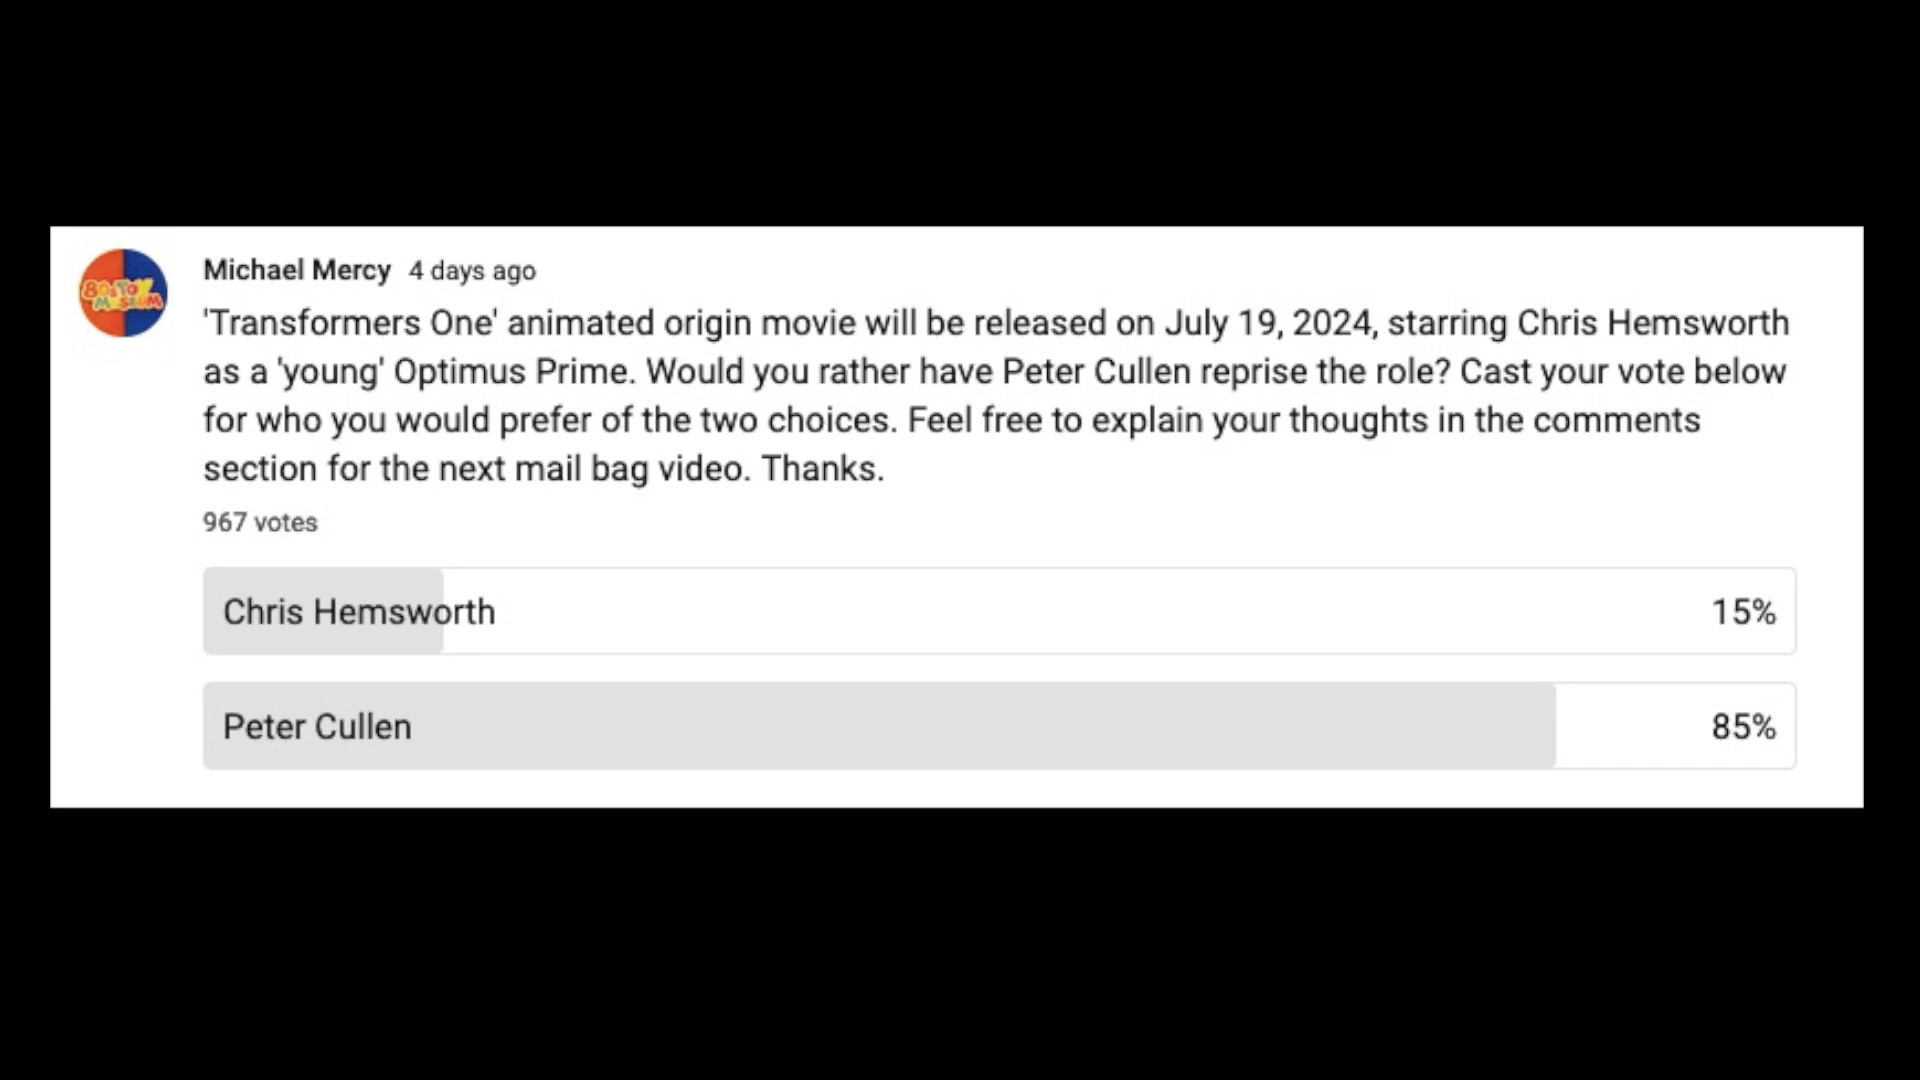 80s Toy
Museum
Michael Mercy 4 days ago
'Transformers One' animated origin movie will be released on July 19, 2024, starring Chris Hemsworth
as a 'young' Optimus Prime. Would you rather have Peter Cullen reprise the role? Cast your vote below
for who you would prefer of the two choices. Feel free to explain your thoughts in the comments
section for the next mail bag video. Thanks.
967 votes
Chris Hemsworth 15%
Peter Cullen 85%